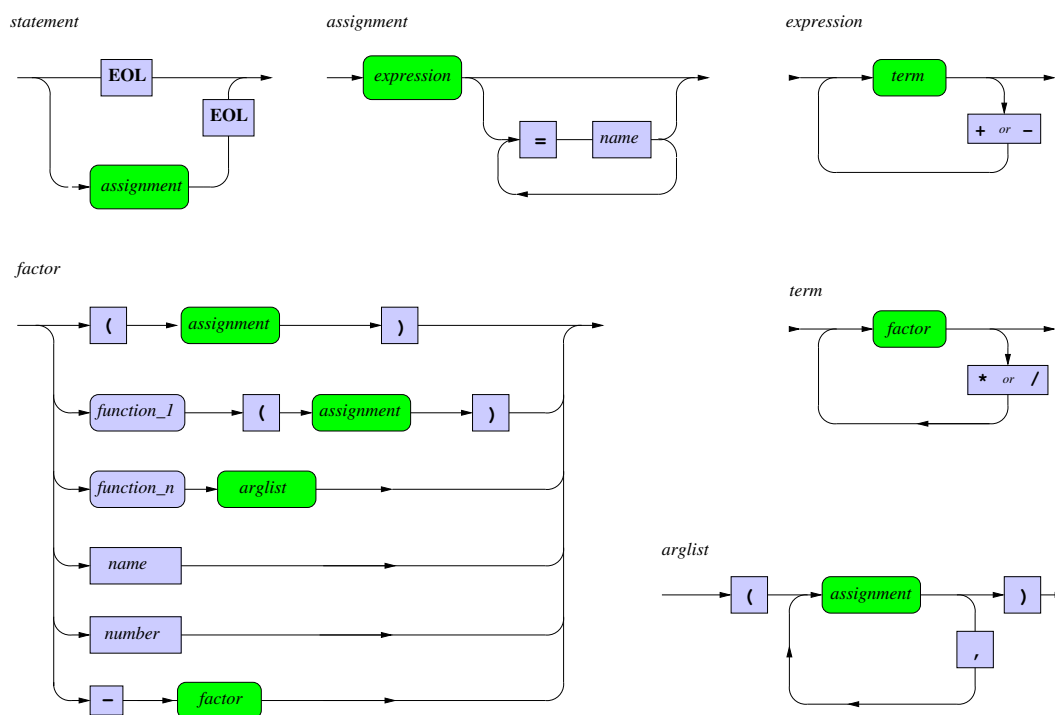 statement
assignment
expression
EOL
expression
term
EOL
+ or -
= name
assignment
factor
term
( assignment )
factor
* or /
function_1 ( assignment )
function_n arglist
arglist
name
( assignment )
number
,
- factor